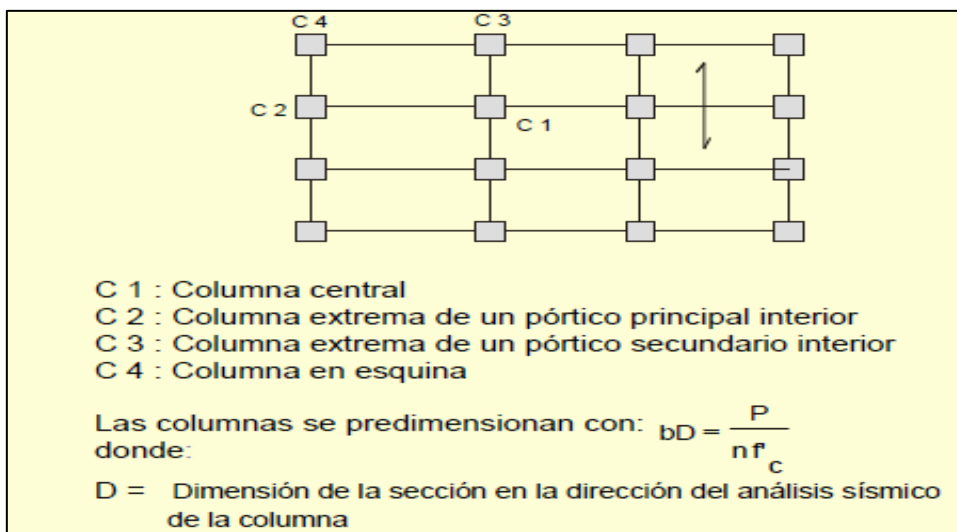 C 4
C 3
C 2
C 1
C 1 : Columna central
C 2 : Columna extrema de un pórtico principal interior
C 3 : Columna extrema de un pórtico secundario interior
C 4 : Columna en esquina
Las columnas se predimensionan con: bD = P / n f'c
donde:
D = Dimensión de la sección en la dirección del análisis sísmico
de la columna